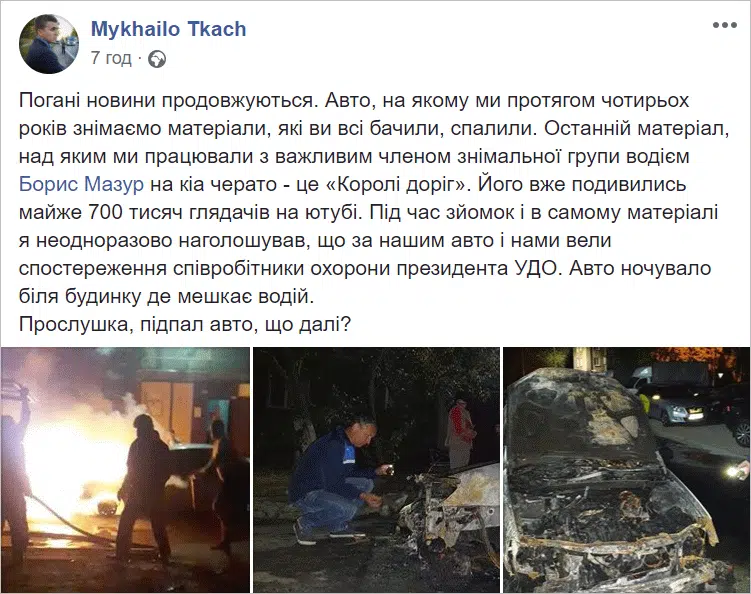 Mykhailo Tkach
7 год ·
Погані новини продовжуються. Авто, на якому ми протягом чотирьох
років знімаємо матеріали, які ви всі бачили, спалили. Останній матеріал,
над яким ми працювали з важливим членом знімальної групи водієм
Борис Мазур на кіа черато - це «Королі доріг». Його вже подивились
майже 700 тисяч глядачів на ютубі. Під час зйомок і в самому матеріалі
я неодноразово наголошував, що за нашим авто і нами вели
спостереження співробітники охорони президента УДО. Авто ночувало
біля будинку де мешкає водій.
Прослушка, підпал авто, що далі?